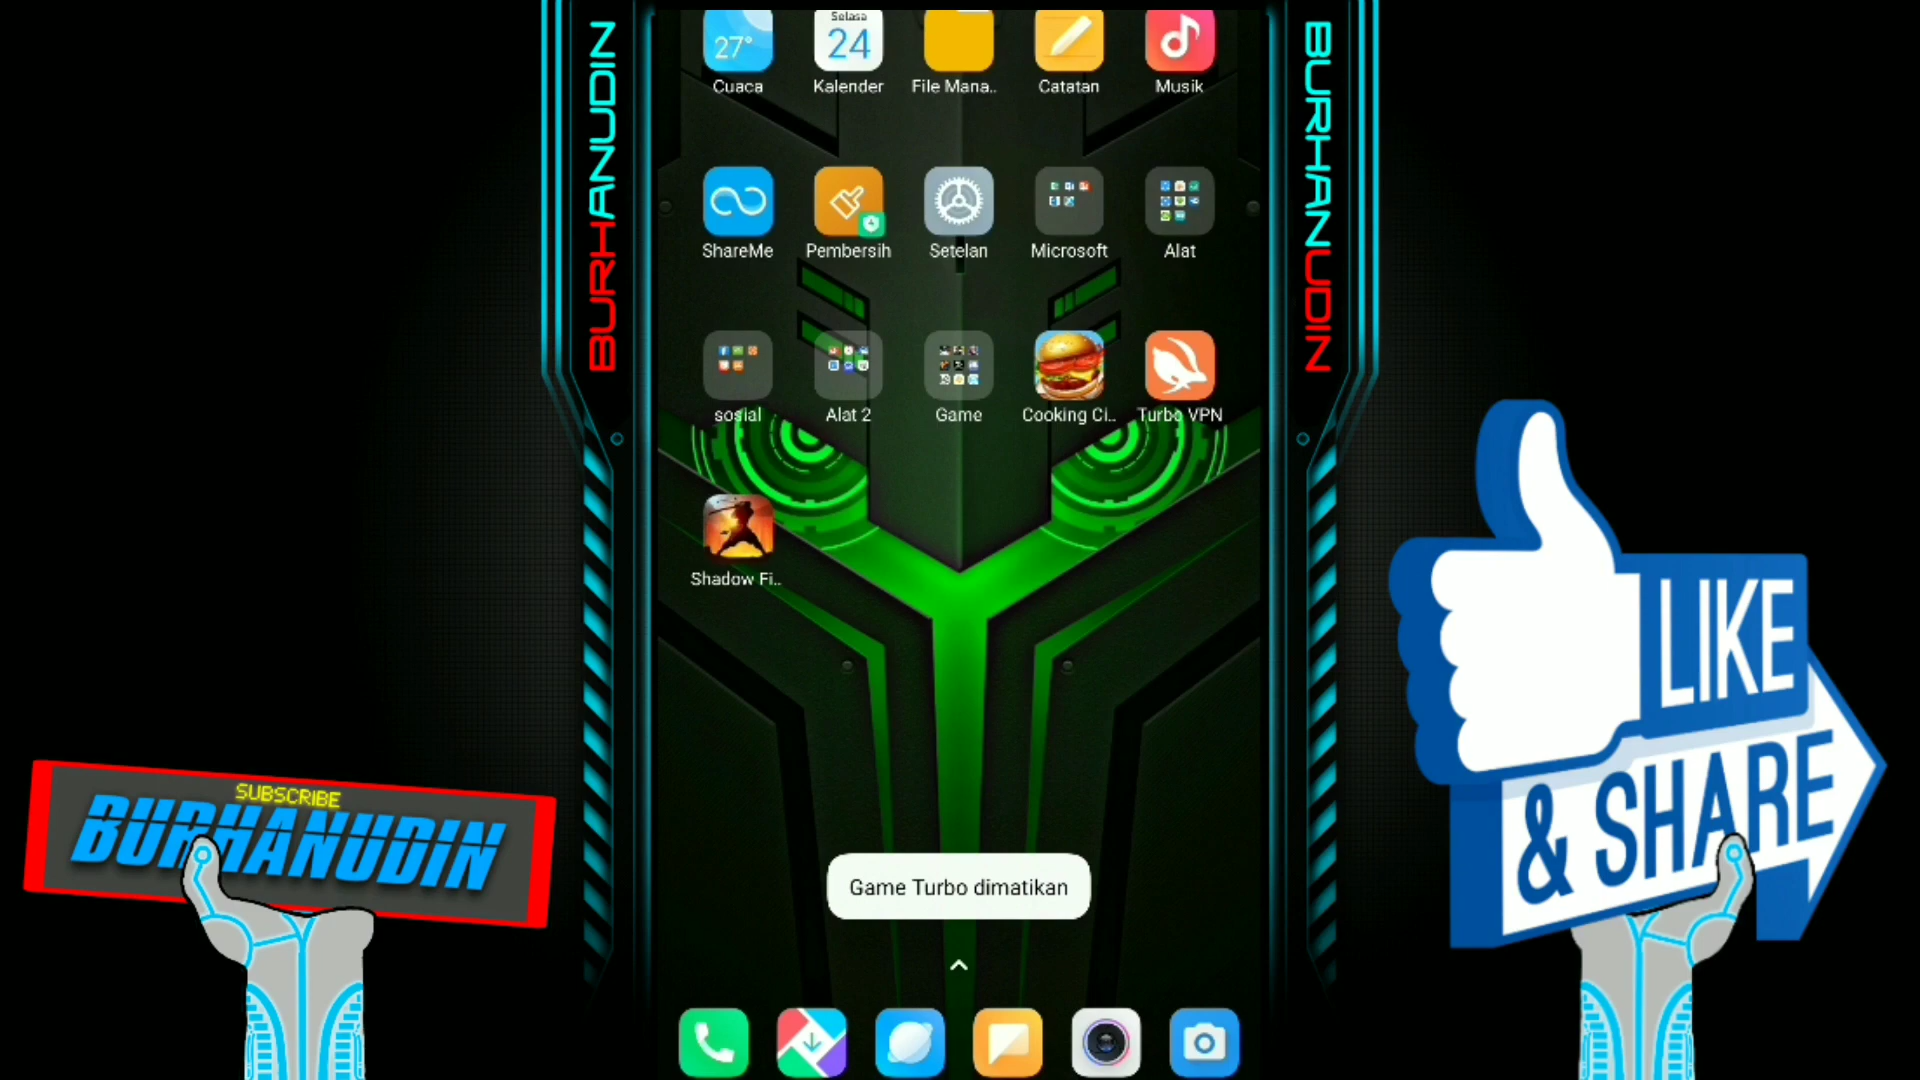 BURHANUDIN
BURHANUDIN
27°
Selasa
24
Cuaca
Kalender
File Mana..
Catatan
Musik
ShareMe
Pembersih
Setelan
Microsoft
Alat
sosial
Alat 2
Game
Cooking Ci..
Turbo VPN
Shadow Fi..
LIKE
& SHARE
SUBSCRIBE
BURHANUDIN
Game Turbo dimatikan